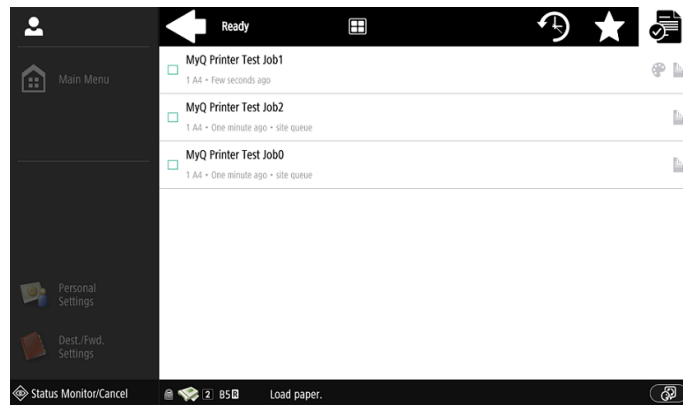 Ready
Main Menu
MyQ Printer Test Job1
1 A4 • Few seconds ago
MyQ Printer Test Job2
1 A4 • One minute ago • site queue
MyQ Printer Test Job0
1 A4 • One minute ago • site queue
Personal
Settings
Dest./Fwd.
Settings
Status Monitor/Cancel
2 B5R Load paper.